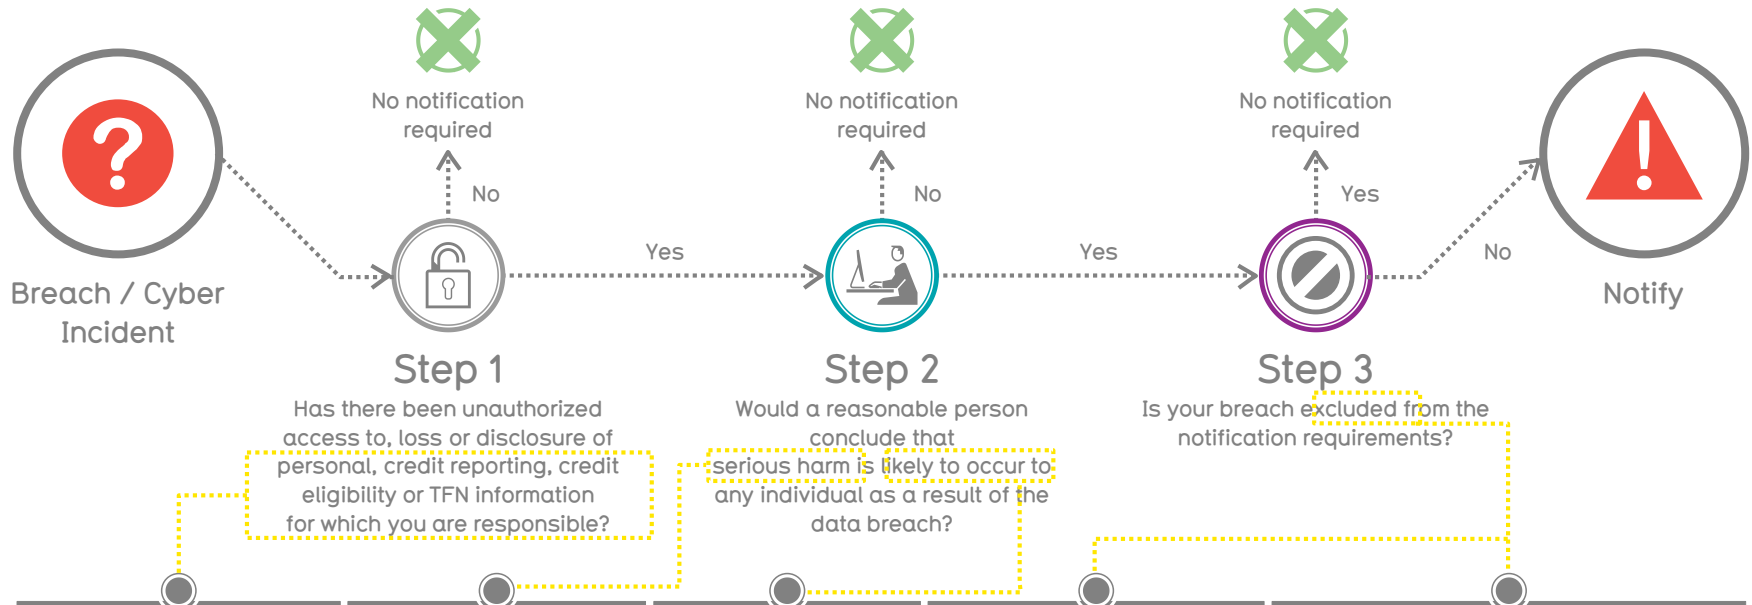 No notification
required
No notification
required
No notification
required
No
No
Yes
Yes
Yes
No
Breach / Cyber
Incident
Notify
Step 1
Has there been unauthorized
access to, loss or disclosure of
personal, credit reporting, credit
eligibility or TFN information
for which you are responsible?
Step 2
Would a reasonable person
conclude that
serious harm is likely to occur to
any individual as a result of the
data breach?
Step 3
Is your breach excluded from the
notification requirements?